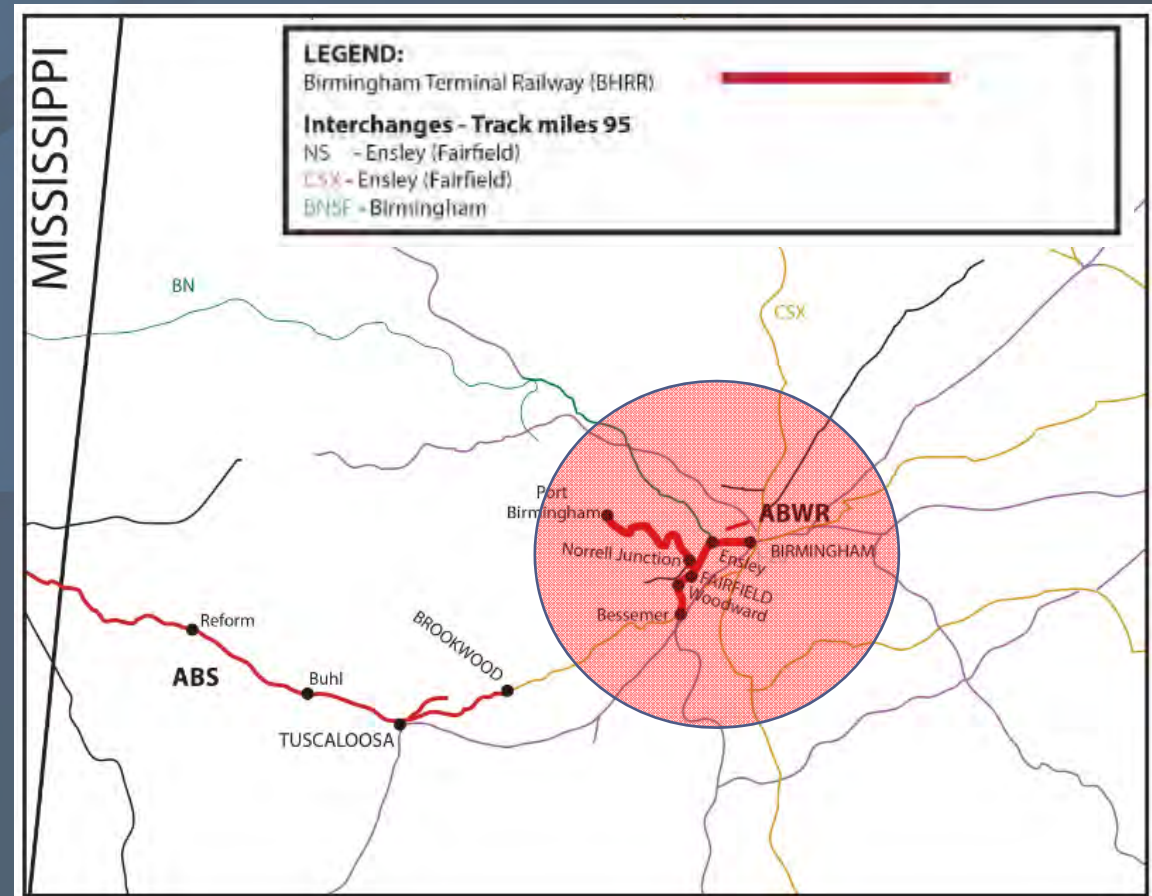 MISSISSIPPI
LEGEND:
Birmingham Terminal Railway (BHRR)
Interchanges - Track miles 95
NS - Ensley (Fairfield)
CSX - Ensley (Fairfield)
BNSF - Birmingham
BN
CSX
Port
Birmingham
ABWR
Norrell Junction
Ensley
BIRMINGHAM
FAIRFIELD
Woodward
Bessemer
Reform
BROOKWOOD
ABS
Buhl
TUSCALOOSA